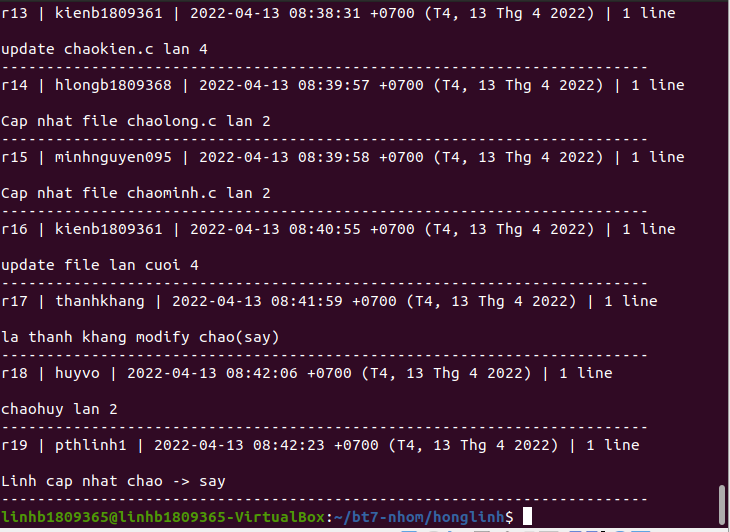 r13 | kienb1809361 | 2022-04-13 08:38:31 +0700 (T4, 13 Thg 4 2022) | 1 line
update chaokien.c lan 4
------------------------------------------------------------------------
r14 | hlongb1809368 | 2022-04-13 08:39:57 +0700 (T4, 13 Thg 4 2022) | 1 line
Cap nhat file chaolong.c lan 2
------------------------------------------------------------------------
r15 | minhnguyen095 | 2022-04-13 08:39:58 +0700 (T4, 13 Thg 4 2022) | 1 line
Cap nhat file chaominh.c lan 2
------------------------------------------------------------------------
r16 | kienb1809361 | 2022-04-13 08:40:55 +0700 (T4, 13 Thg 4 2022) | 1 line
update file lan cuoi 4
------------------------------------------------------------------------
r17 | thanhkhang | 2022-04-13 08:41:59 +0700 (T4, 13 Thg 4 2022) | 1 line
la thanh khang modify chao(say)
------------------------------------------------------------------------
r18 | huyvo | 2022-04-13 08:42:06 +0700 (T4, 13 Thg 4 2022) | 1 line
chaohuy lan 2
------------------------------------------------------------------------
r19 | pthlinh1 | 2022-04-13 08:42:23 +0700 (T4, 13 Thg 4 2022) | 1 line
Linh cap nhat chao -> say
------------------------------------------------------------------------
linhb1809365@linhb1809365-VirtualBox:~/bt7-nhom/honglinh$